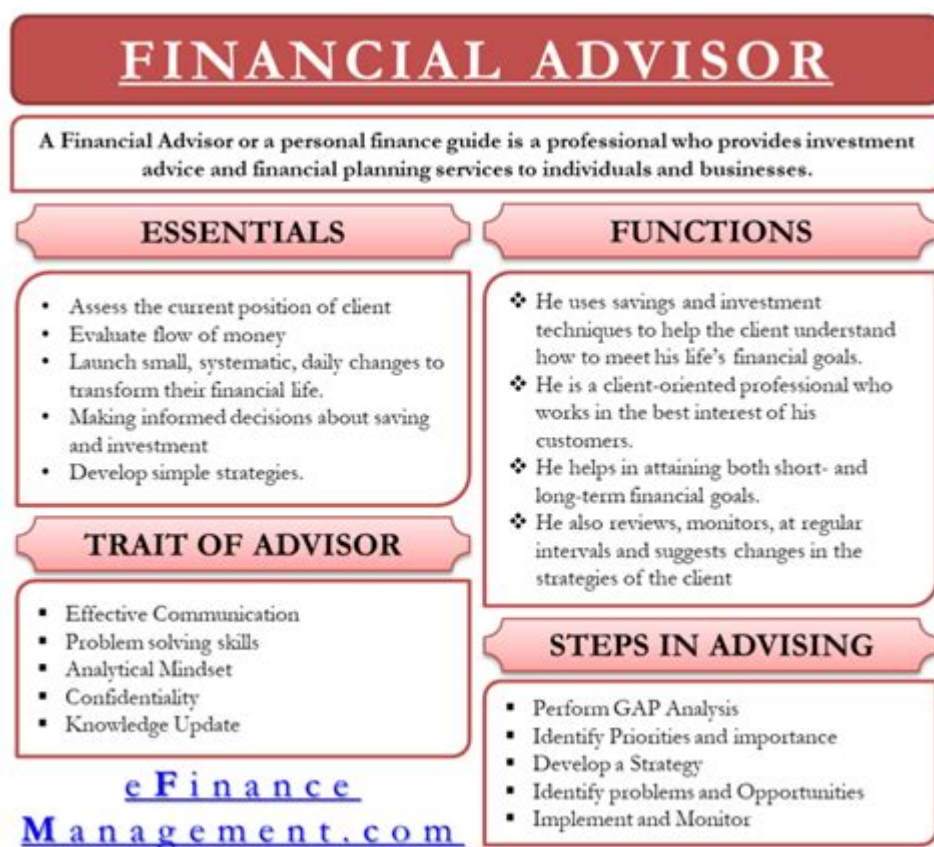 FINANCIAL ADVISOR
A Financial Advisor or a personal finance guide is a professional who provides investment
advice and financial planning services to individuals and businesses.
ESSENTIALS
• Assess the current position of client
• Evaluate flow of money
• Launch small, systematic, daily changes to
transform their financial life.
• Making informed decisions about saving
and investment
• Develop simple strategies.
TRAIT OF ADVISOR
▪ Effective Communication
▪ Problem solving skills
▪ Analytical Mindset
▪ Confidentiality
▪ Knowledge Update
eFinance
Management.com
FUNCTIONS
❖ He uses savings and investment
techniques to help the client understand
how to meet his life's financial goals.
❖ He is a client-oriented professional who
works in the best interest of his
customers.
❖ He helps in attaining both short- and
long-term financial goals.
❖ He also reviews, monitors, at regular
intervals and suggests changes in the
strategies of the client
STEPS IN ADVISING
▪ Perform GAP Analysis
▪ Identify Priorities and importance
▪ Develop a Strategy
▪ Identify problems and Opportunities
▪ Implement and Monitor